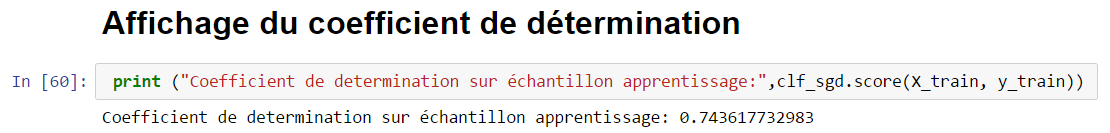 Affichage du coefficient de détermination
In [60]: print ("Coefficient de determination sur échantillon apprentissage:",clf_sgd.score(X_train, y_train))
Coefficient de determination sur échantillon apprentissage: 0.743617732983